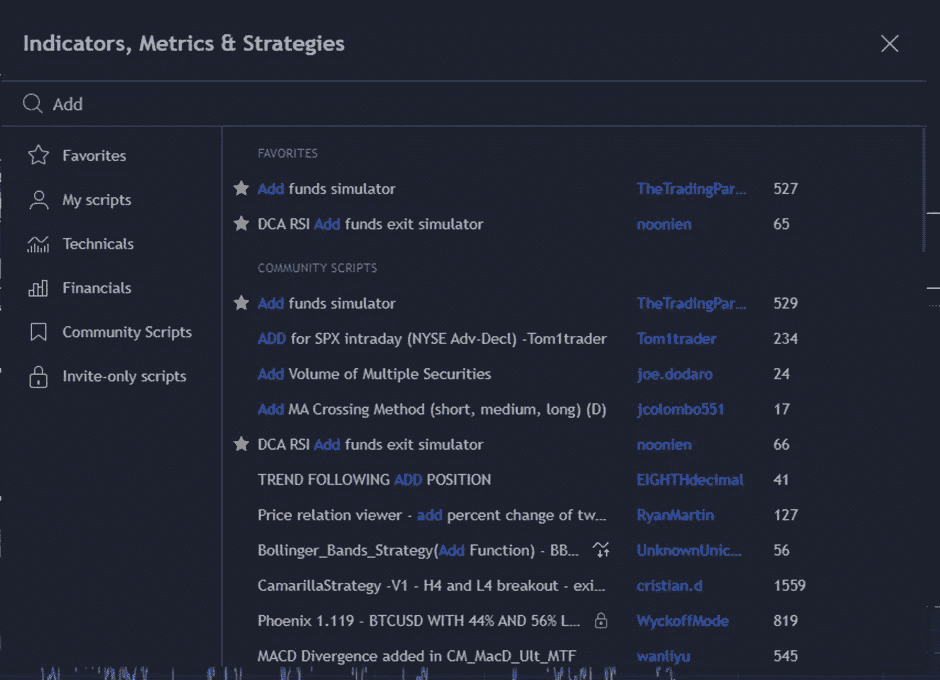 Indicators, Metrics & Strategies
Add
Favorites
My scripts
Technicals
Financials
Community Scripts
Invite-only scripts
FAVORITES
Add funds simulator TheTradingPar... 527
DCA RSI Add funds exit simulator noonien 65
COMMUNITY SCRIPTS
Add funds simulator TheTradingPar... 529
ADD for SPX intraday (NYSE Adv-Decl) -Tom1trader Tom1trader 234
Add Volume of Multiple Securities joe.dodaro 24
Add MA Crossing Method (short, medium, long) (D) jcolombo551 17
DCA RSI Add funds exit simulator noonien 66
TREND FOLLOWING ADD POSITION EIGHTHdecimal 41
Price relation viewer - add percent change of tw... RyanMartin 127
Bollinger_Bands_Strategy(Add Function) - BB... UnknownUnic... 56
CamarillaStrategy -V1 - H4 and L4 breakout - exi... cristian.d 1559
Phoenix 1.119 - BTCUSD WITH 44% AND 56% L... WyckoffMode 819
MACD Divergence added in CM_MacD_Ult_MTF wanliyu 545